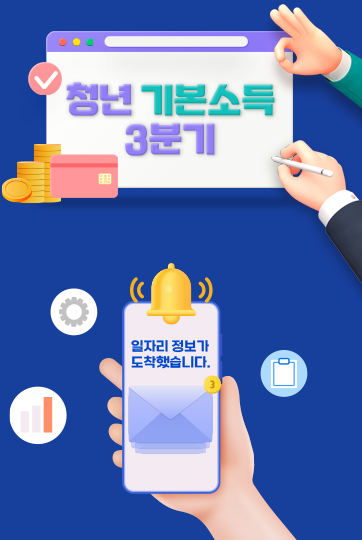 청년 기본소득
3분기
일자리 정보가
도착했습니다.
3